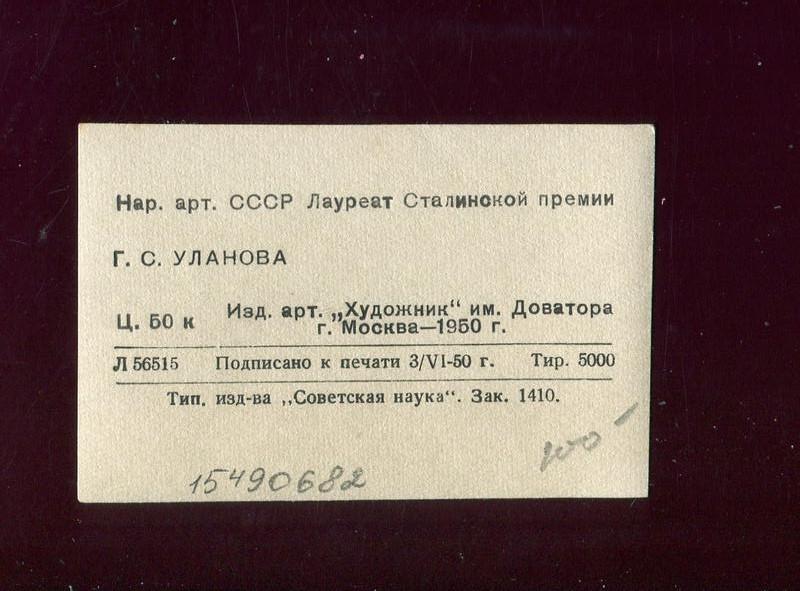 Нар. арт. СССР Лауреат Сталинской премии
Г. С. УЛАНОВА
Ц. 50 к
Изд. арт. „Художник“ им. Доватора
г. Москва—1950 г.
Л 56515 Подписано к печати 3/VI-50 г. Тир. 5000
Тип. изд-ва „Советская наука“. Зак. 1410.
15490682